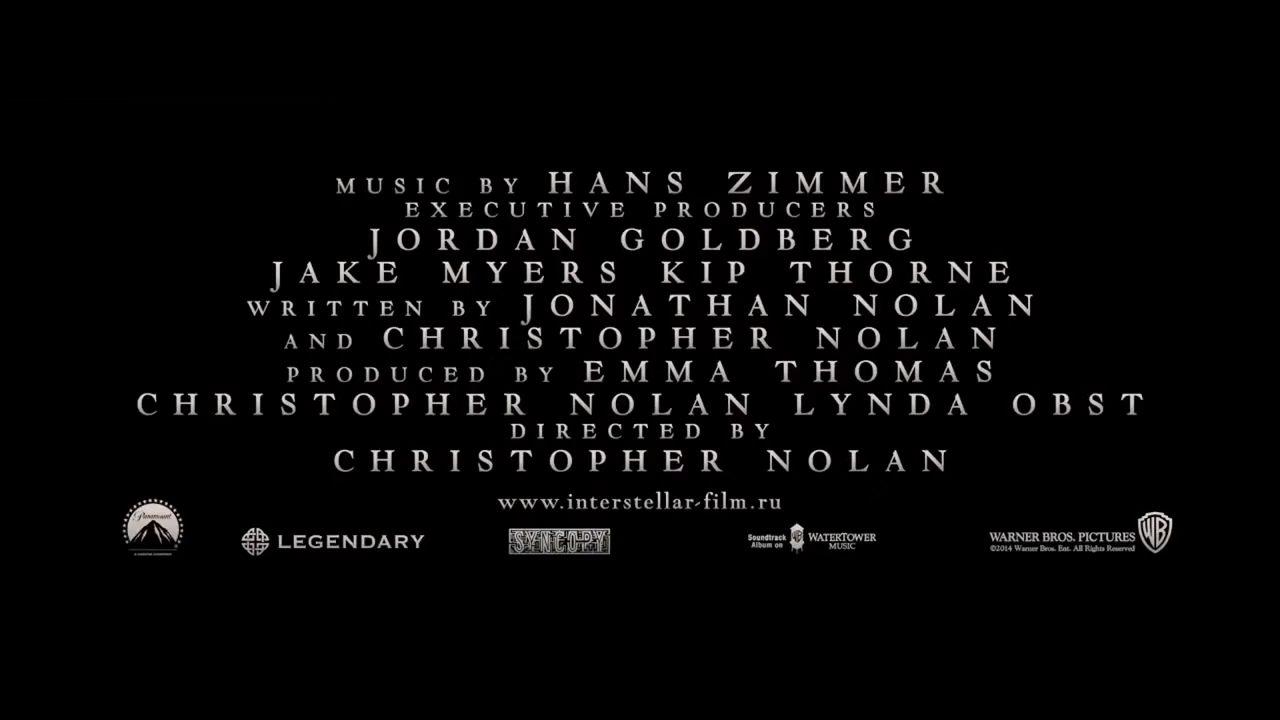 MUSIC BY HANS ZIMMER
EXECUTIVE PRODUCERS
JORDAN GOLDBERG
JAKE MYERS KIP THORNE
WRITTEN BY JONATHAN NOLAN
AND CHRISTOPHER NOLAN
PRODUCED BY EMMA THOMAS
CHRISTOPHER NOLAN LYNDA OBST
DIRECTED BY
CHRISTOPHER NOLAN
www.interstellar-film.ru
Paramount
LEGENDARY
SYNCOPY
Soundtrack
Album on
WATERTOWER
MUSIC
WARNER BROS. PICTURES
©2014 Warner Bros. Ent. All Rights Reserved
WB